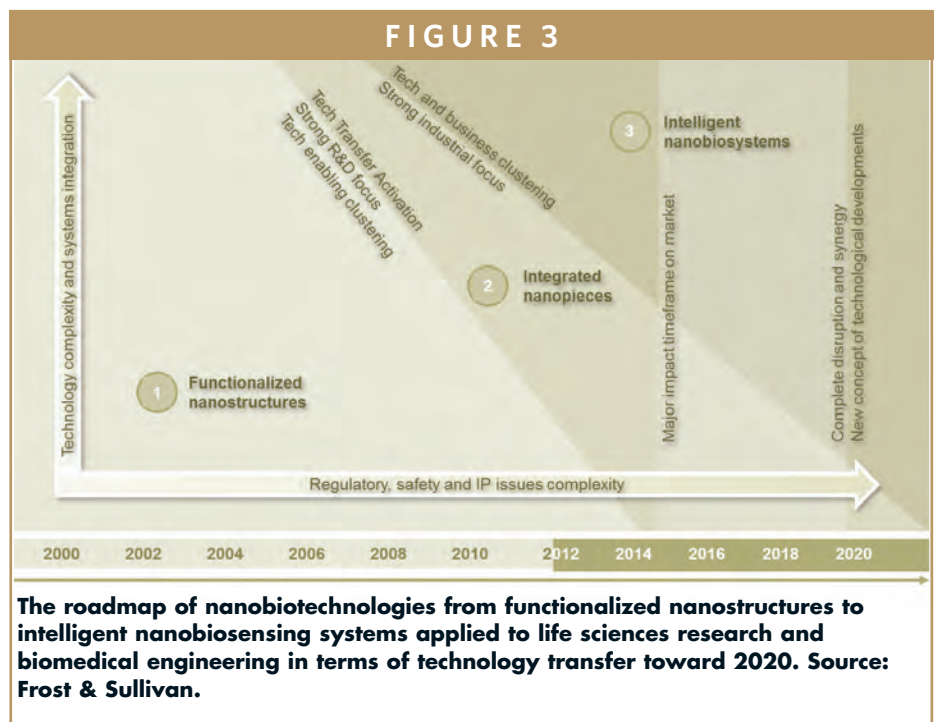 FIGURE 3
Technology complexity and systems integration
Tech Transfer Activation
Strong R&D focus
Tech enabling clustering
Tech and business clustering
Strong industrial focus
3
Intelligent
nanobiosystems
2
Integrated
nanopieces
1
Functionalized
nanostructures
Major impact timeframe on market
Complete disruption and synergy
New concept of technological developments
Regulatory, safety and IP issues complexity
2000 2002 2004 2006 2008 2010 2012 2014 2016 2018 2020
The roadmap of nanobiotechnologies from functionalized nanostructures to
intelligent nanobiosensing systems applied to life sciences research and
biomedical engineering in terms of technology transfer toward 2020. Source:
Frost & Sullivan.